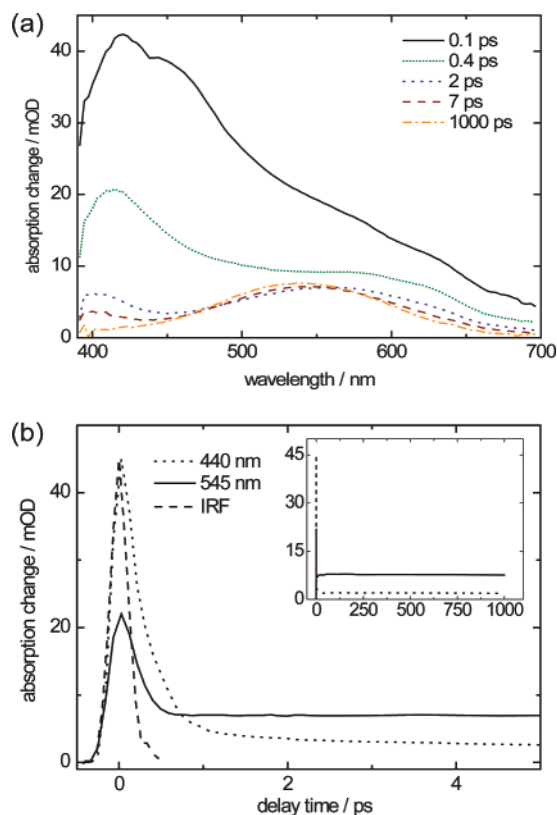 (a)
0.1 ps
0.4 ps
2 ps
7 ps
1000 ps
absorption change / mOD
40
30
20
10
0
400
500
600
700
wavelength / nm
(b)
440 nm
545 nm
IRF
absorption change / mOD
40
20
0
0
2
4
delay time / ps
45
30
15
0
0
250
500
750
1000